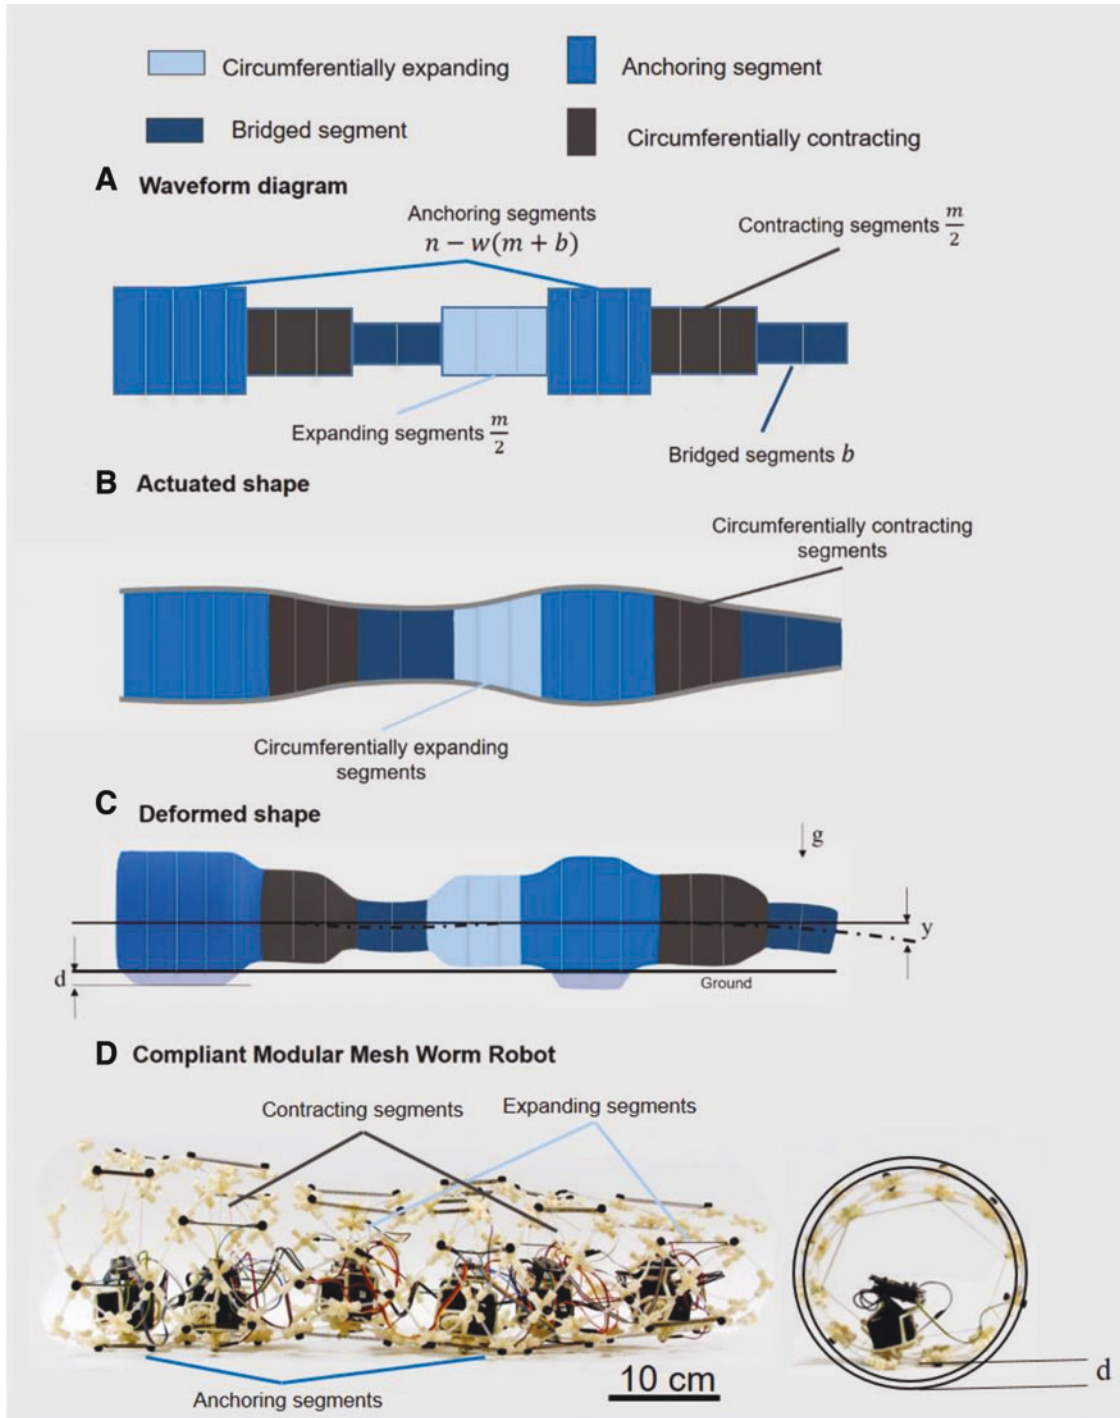 Circumferentially expanding
Anchoring segment
Bridged segment
Circumferentially contracting
A Waveform diagram
Anchoring segments
n − w(m + b)
Contracting segments m/2
Expanding segments m/2
Bridged segments b
B Actuated shape
Circumferentially contracting
segments
Circumferentially expanding
segments
C Deformed shape
g
y
d
Ground
D Compliant Modular Mesh Worm Robot
Contracting segments
Expanding segments
Anchoring segments
10 cm
d